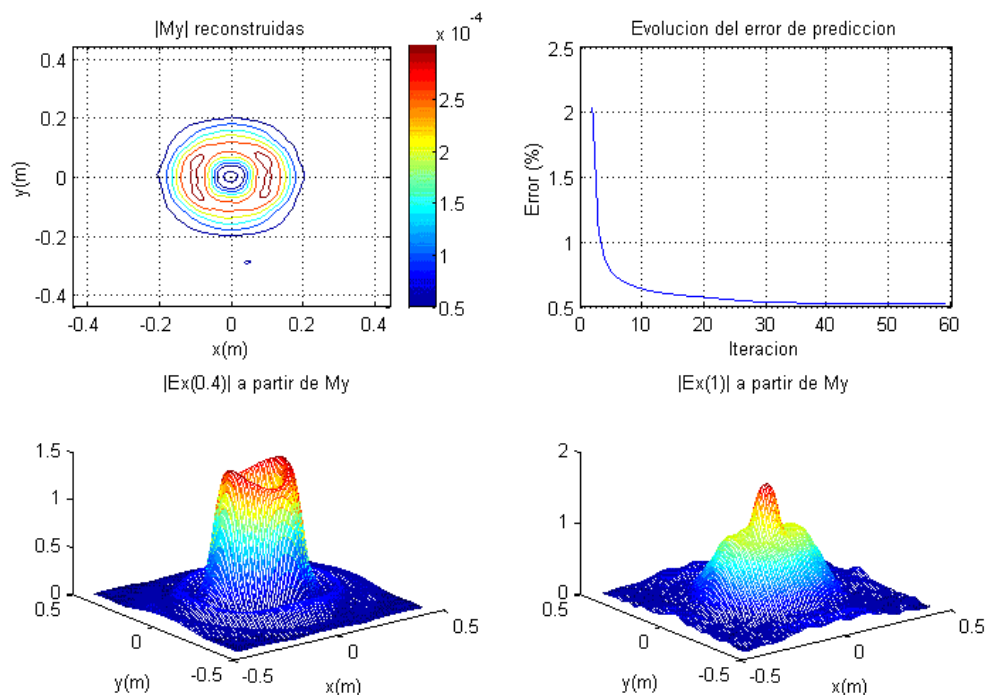 |My| reconstruidas
x 10^-4
0.4
0.2
0
-0.2
-0.4
y(m)
-0.4 -0.2 0 0.2 0.4
x(m)
2.5
2
1.5
1
0.5
Evolucion del error de prediccion
2.5
2
1.5
1
0.5
Error (%)
0 10 20 30 40 50 60
Iteracion
|Ex(0.4)| a partir de My
1.5
1
0.5
0
0.5
0
-0.5
y(m)
-0.5
0
0.5
x(m)
|Ex(1)| a partir de My
2
1
0
0.5
0
-0.5
y(m)
-0.5
0
0.5
x(m)